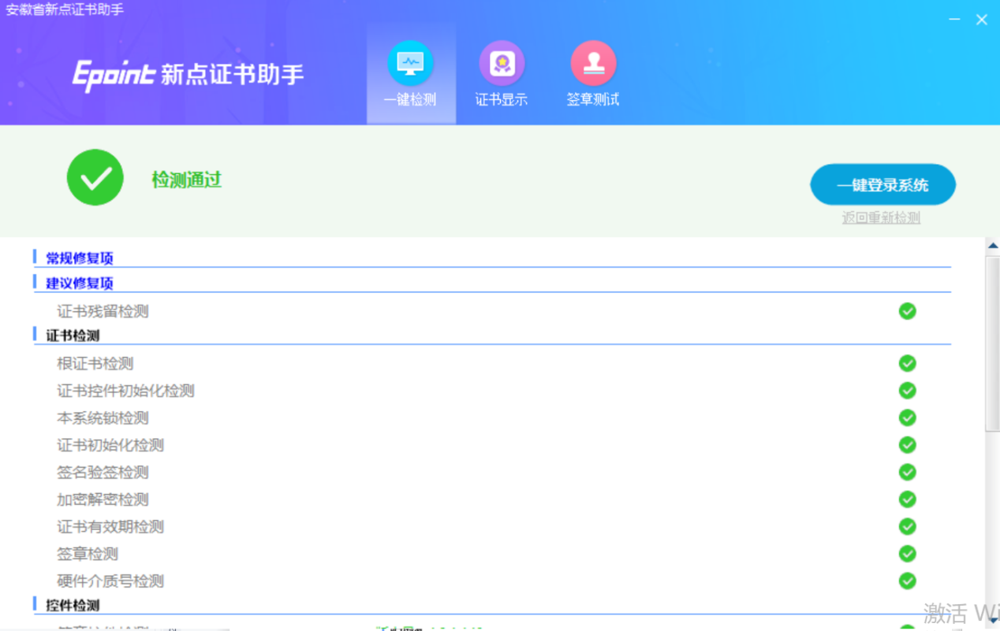 安徽省新点证书助手
Epoint 新点证书助手
一键检测
证书显示
签章测试
检测通过
一键登录系统
返回重新检测
常规修复项
建议修复项
证书残留检测
证书检测
根证书检测
证书控件初始化检测
本系统锁检测
证书初始化检测
签名验签检测
加密解密检测
证书有效期检测
签章检测
硬件介质号检测
控件检测
激活 Wi